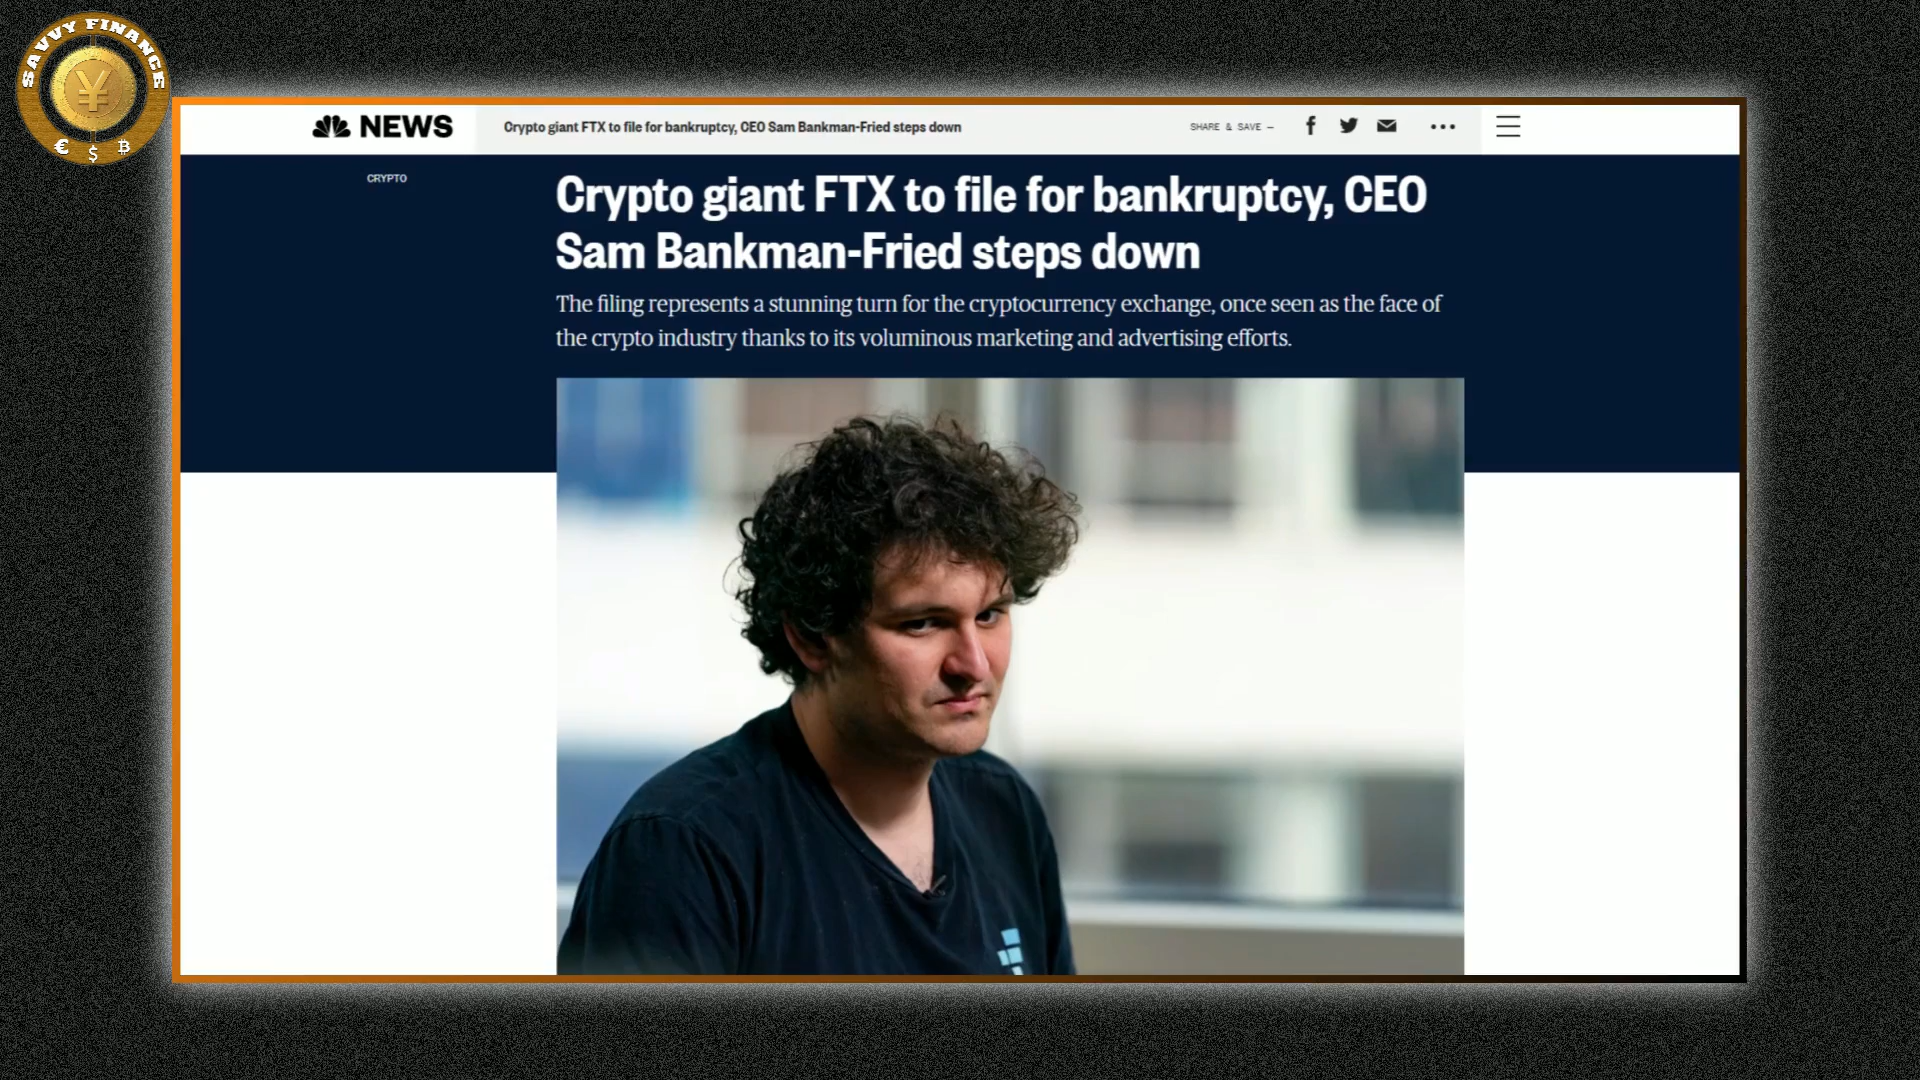 SAVVY FINANCE
¥
€ $ ₿
NEWS
Crypto giant FTX to file for bankruptcy, CEO Sam Bankman-Fried steps down
SHARE & SAVE —
CRYPTO
Crypto giant FTX to file for bankruptcy, CEO
Sam Bankman-Fried steps down
The filing represents a stunning turn for the cryptocurrency exchange, once seen as the face of
the crypto industry thanks to its voluminous marketing and advertising efforts.